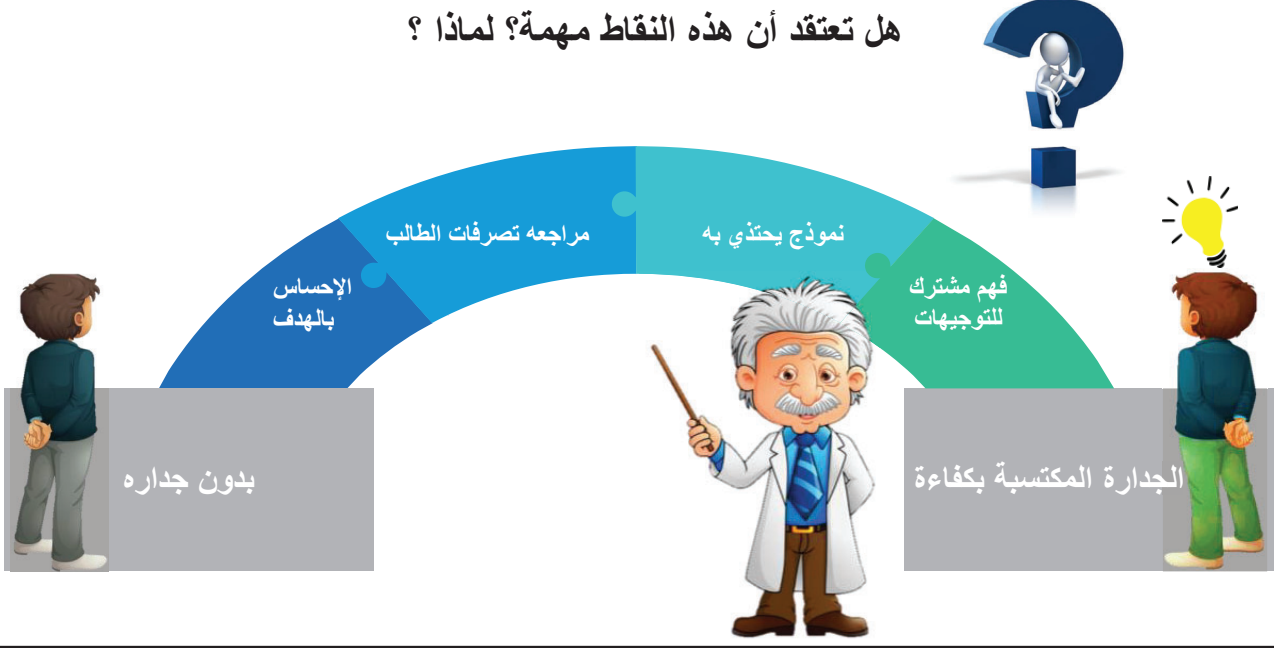 هل تعتقد أن هذه النقاط مهمة؟ لماذا ؟
نموذج يحتذي به
مراجعه تصرفات الطالب
فهم مشترك
للتوجيهات
الإحساس
بالهدف
الجدارة المكتسبة بكفاءة
بدون جداره